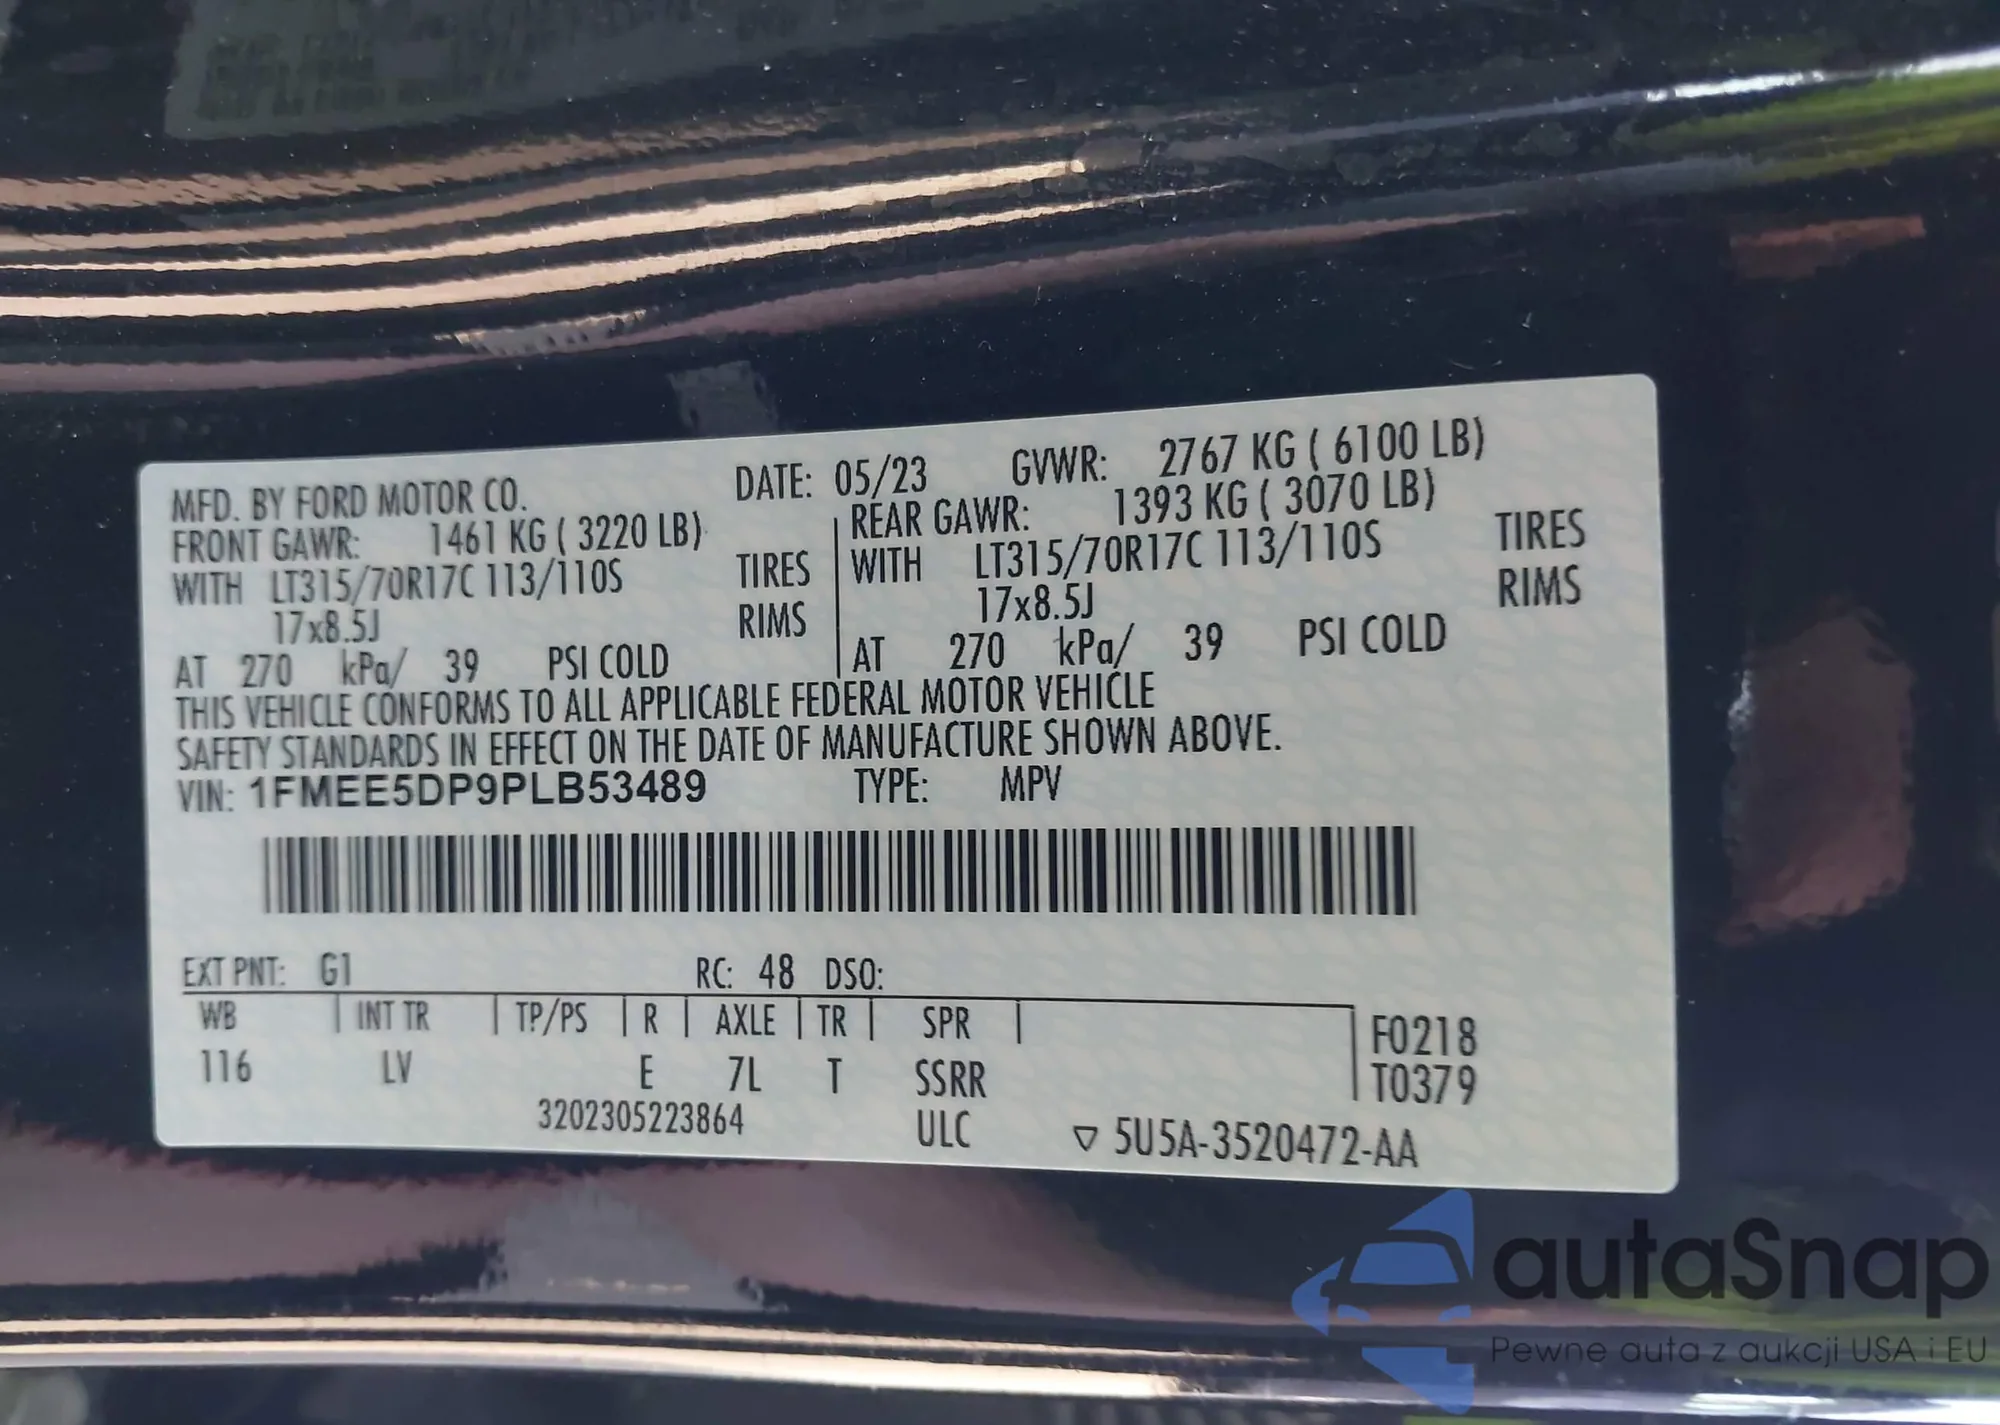 MFD. BY FORD MOTOR CO. DATE: 05/23 GVWR: 2767 KG ( 6100 LB)
FRONT GAWR: 1461 KG ( 3220 LB) REAR GAWR: 1393 KG ( 3070 LB)
WITH LT315/70R17C 113/110S TIRES WITH LT315/70R17C 113/110S TIRES
17x8.5J RIMS 17x8.5J RIMS
AT 270 kPa/ 39 PSI COLD AT 270 kPa/ 39 PSI COLD
THIS VEHICLE CONFORMS TO ALL APPLICABLE FEDERAL MOTOR VEHICLE
SAFETY STANDARDS IN EFFECT ON THE DATE OF MANUFACTURE SHOWN ABOVE.
VIN: 1FMEE5DP9PLB53489 TYPE: MPV
EXT PNT: G1 RC: 48 DSO:
WB INT TR TP/PS R AXLE TR SPR F0218
116 LV E 7L T SSRR T0379
3202305223864 ULC ▽ 5U5A-3520472-AA
autaSnap
Pewne auta z aukcji USA i EU